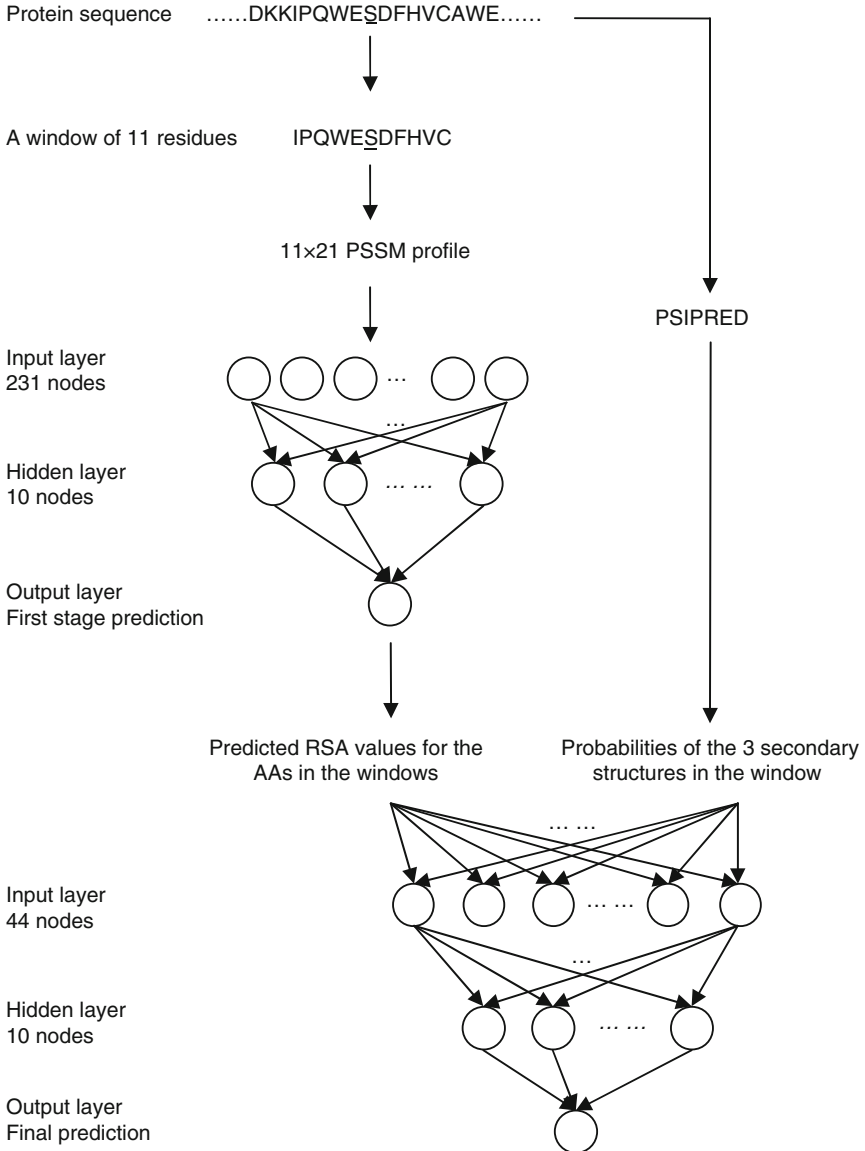 Protein sequence ......DKKIPQWESDFHVCAWE......
A window of 11 residues IPQWESDFHVC
11×21 PSSM profile
PSIPRED
Input layer
231 nodes
...
...
Hidden layer
10 nodes
... ...
Output layer
First stage prediction
Predicted RSA values for the
AAs in the windows
Probabilities of the 3 secondary
structures in the window
... ...
Input layer
44 nodes
... ...
...
Hidden layer
10 nodes
... ...
Output layer
Final prediction